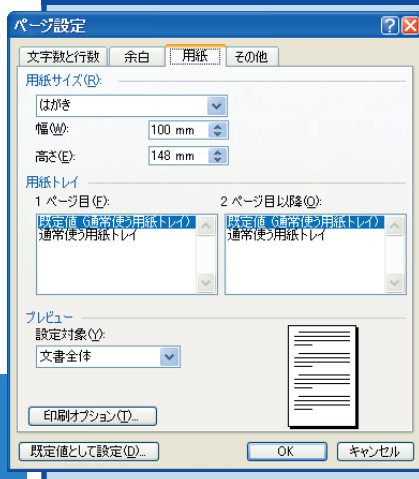 ページ設定
文字数と行数 余白 用紙 その他
用紙サイズ(R):
はがき
幅(W): 100 mm
高さ(E): 148 mm
用紙トレイ
1 ページ目(F): 2 ページ目以降(O):
既定値 (通常使う用紙トレイ) 既定値 (通常使う用紙トレイ)
通常使う用紙トレイ 通常使う用紙トレイ
プレビュー
設定対象(Y):
文書全体
印刷オプション(T)...
既定値として設定(D)... OK キャンセル